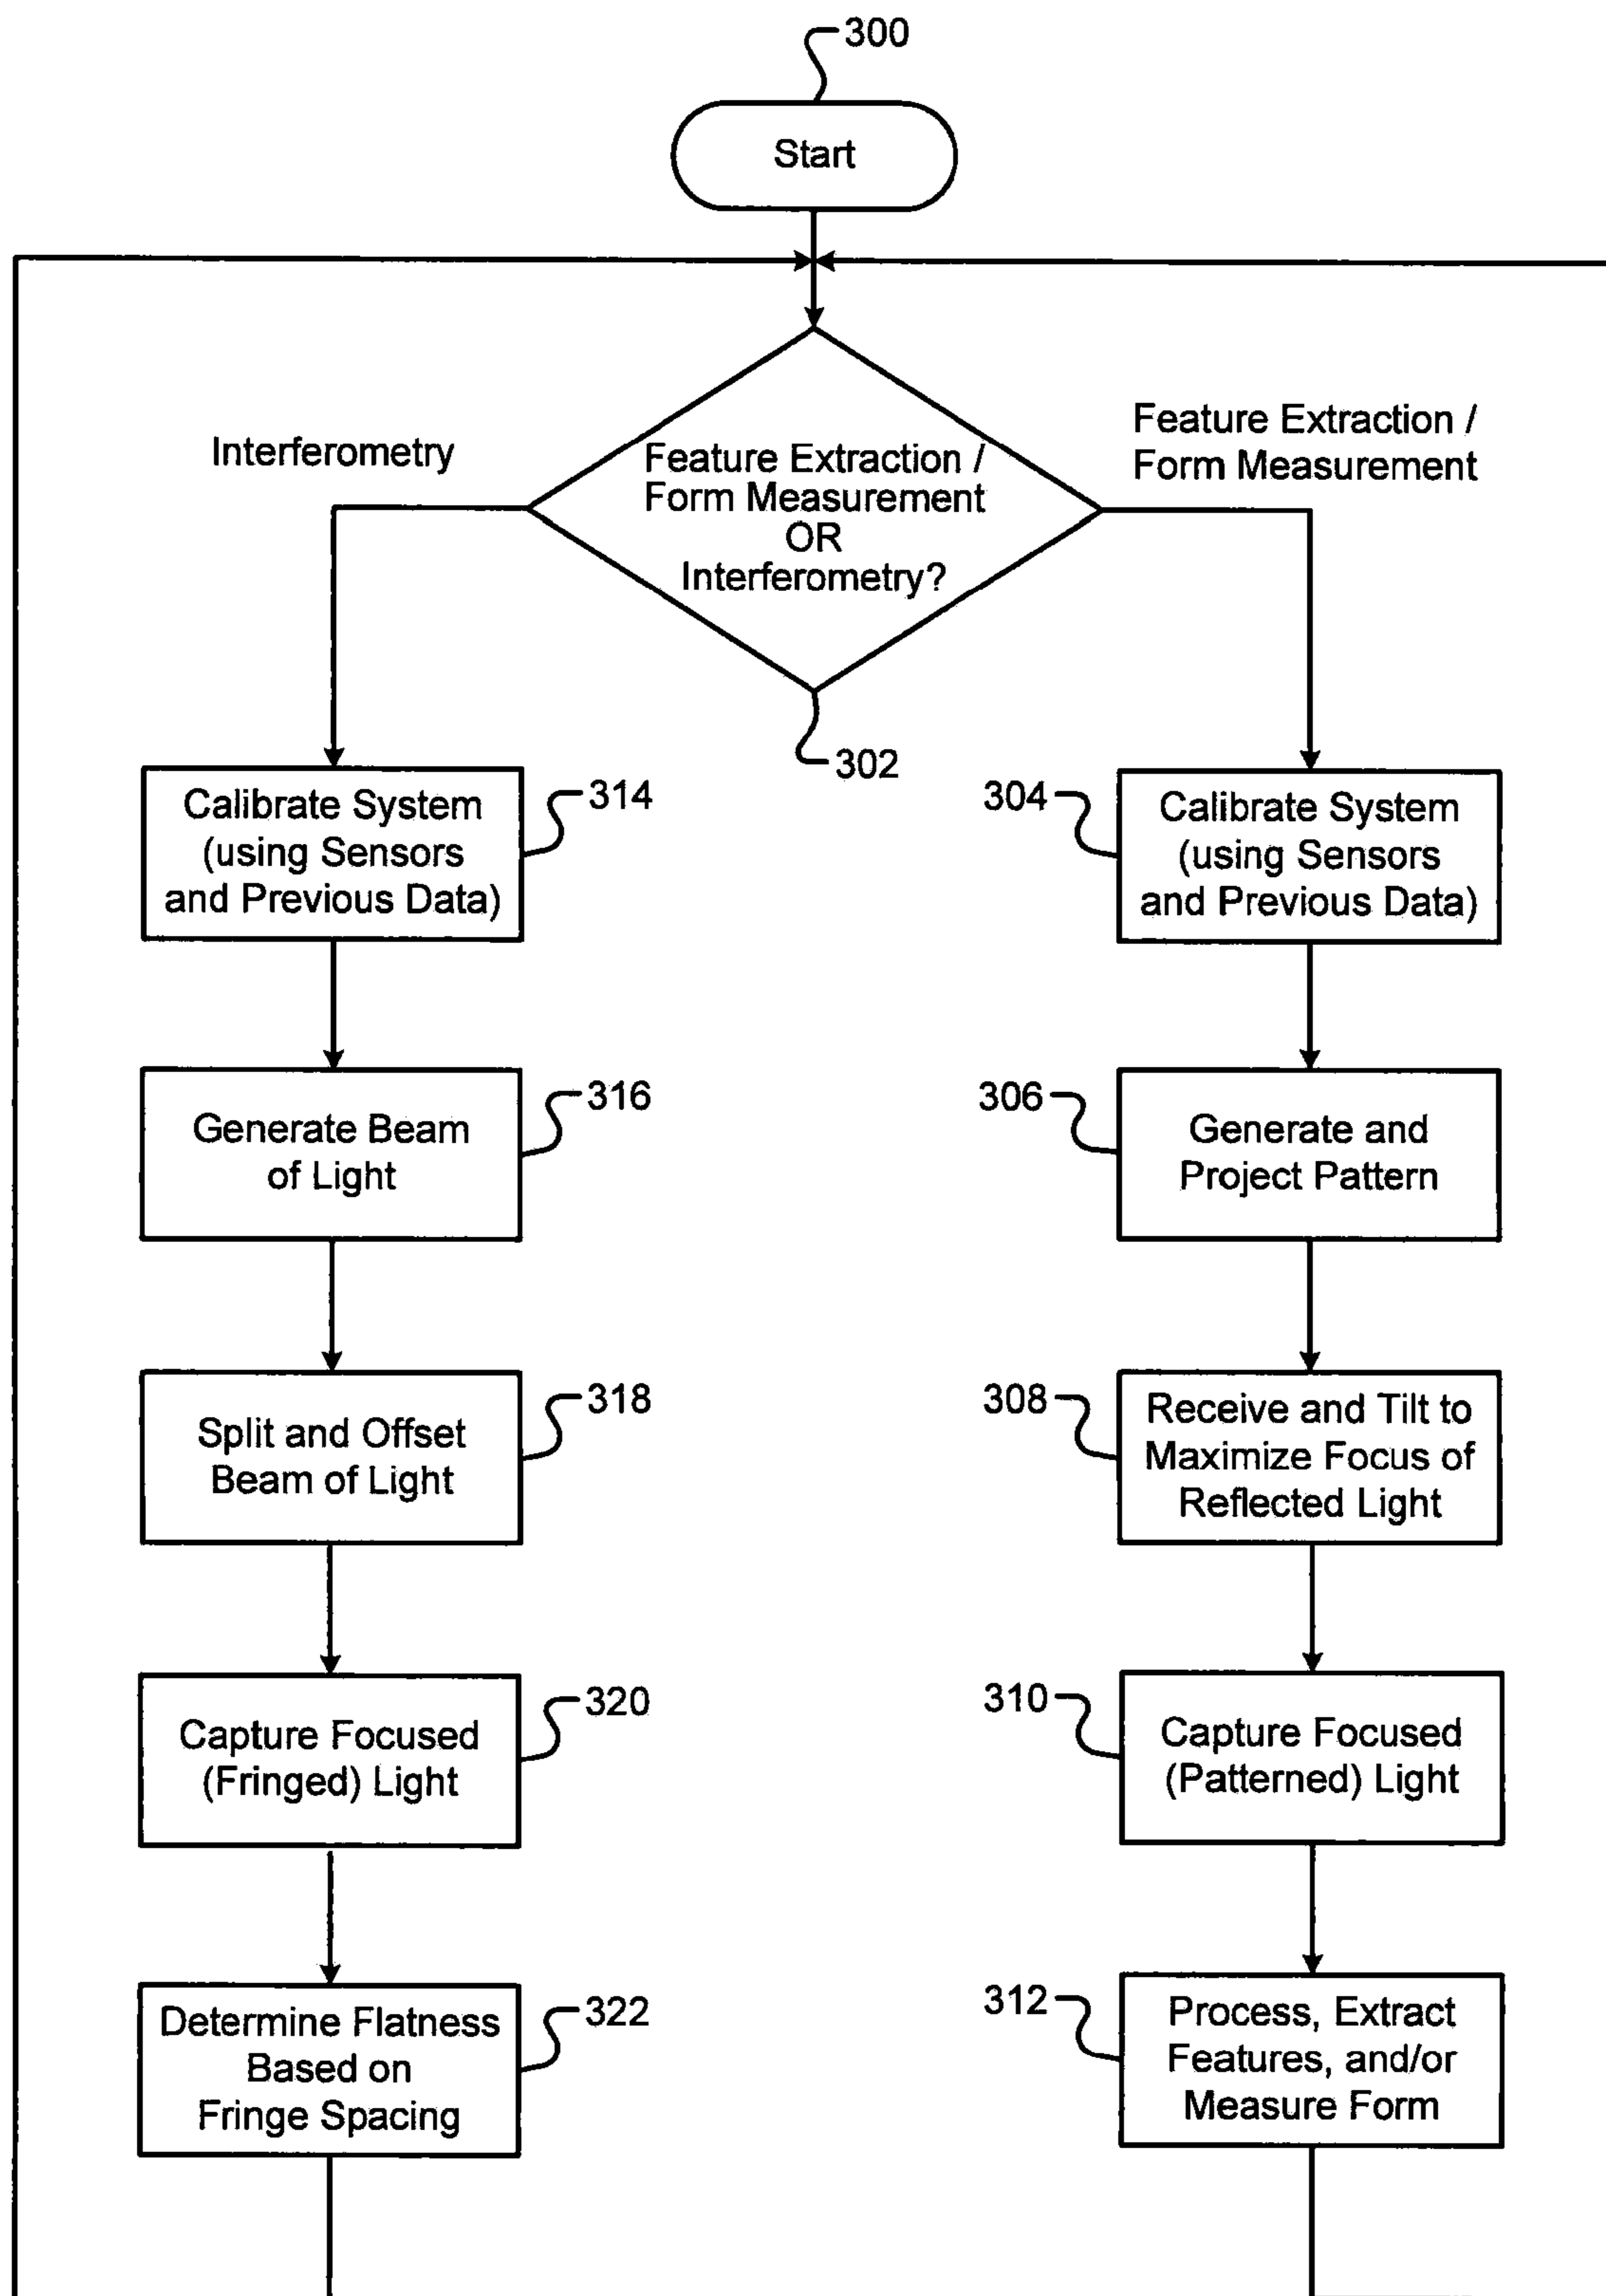 300
Start
Interferometry
Feature Extraction /
Form Measurement
OR
Interferometry?
Feature Extraction /
Form Measurement
302
Calibrate System
(using Sensors
and Previous Data)
314
304
Calibrate System
(using Sensors
and Previous Data)
Generate Beam
of Light
316
306
Generate and
Project Pattern
Split and Offset
Beam of Light
318
308
Receive and Tilt to
Maximize Focus of
Reflected Light
Capture Focused
(Fringed) Light
320
310
Capture Focused
(Patterned) Light
Determine Flatness
Based on
Fringe Spacing
322
312
Process, Extract
Features, and/or
Measure Form